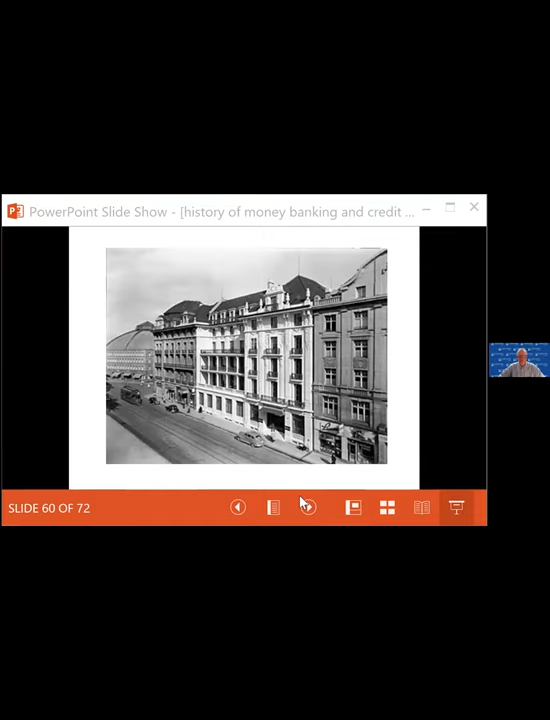 PowerPoint Slide Show - [history of money banking and credit ...
SLIDE 60 OF 72